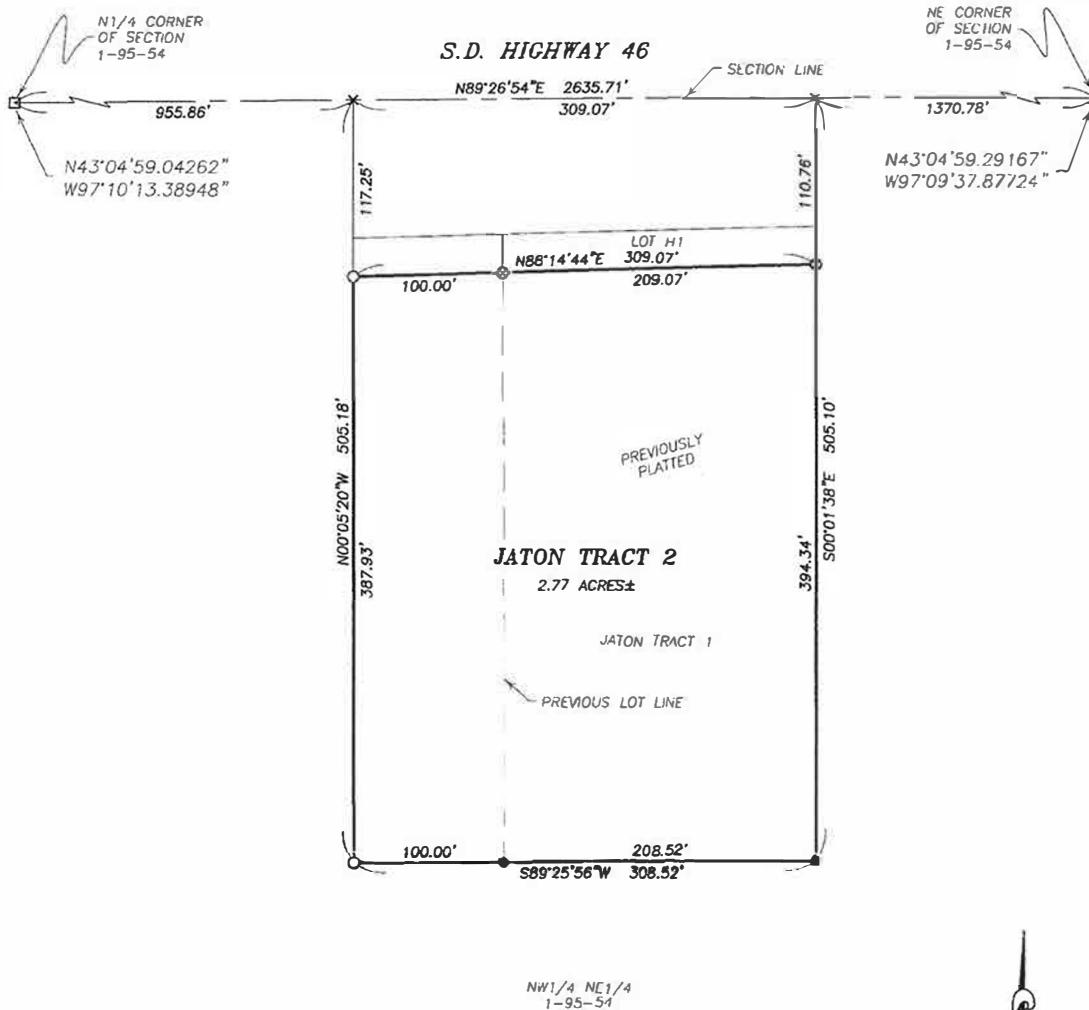 N1/4 CORNER
OF SECTION
1-95-54
S.D. HIGHWAY 46
NE CORNER
OF SECTION
1-95-54
SECTION LINE
N89°26'54"E 2635.71'
955.86'
309.07'
1370.78'
N43°04'59.04262"
W97°10'13.38948"
N43°04'59.29167"
W97°09'37.87724"
117.25'
110.76'
LOT H1
N88°14'44"E 309.07'
100.00'
209.07'
N00°05'20"W 505.18'
387.93'
PREVIOUSLY
PLATTED
S00°01'38"E 505.10'
394.34'
JATON TRACT 2
2.77 ACRES±
JATON TRACT 1
PREVIOUS LOT LINE
100.00'
208.52'
S89°25'56"W 308.52'
NW1/4 NE1/4
1-95-54